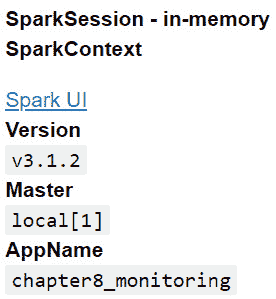 SparkSession - in-memory
SparkContext
Spark UI
Version
v3.1.2
Master
local[1]
AppName
chapter8_monitoring